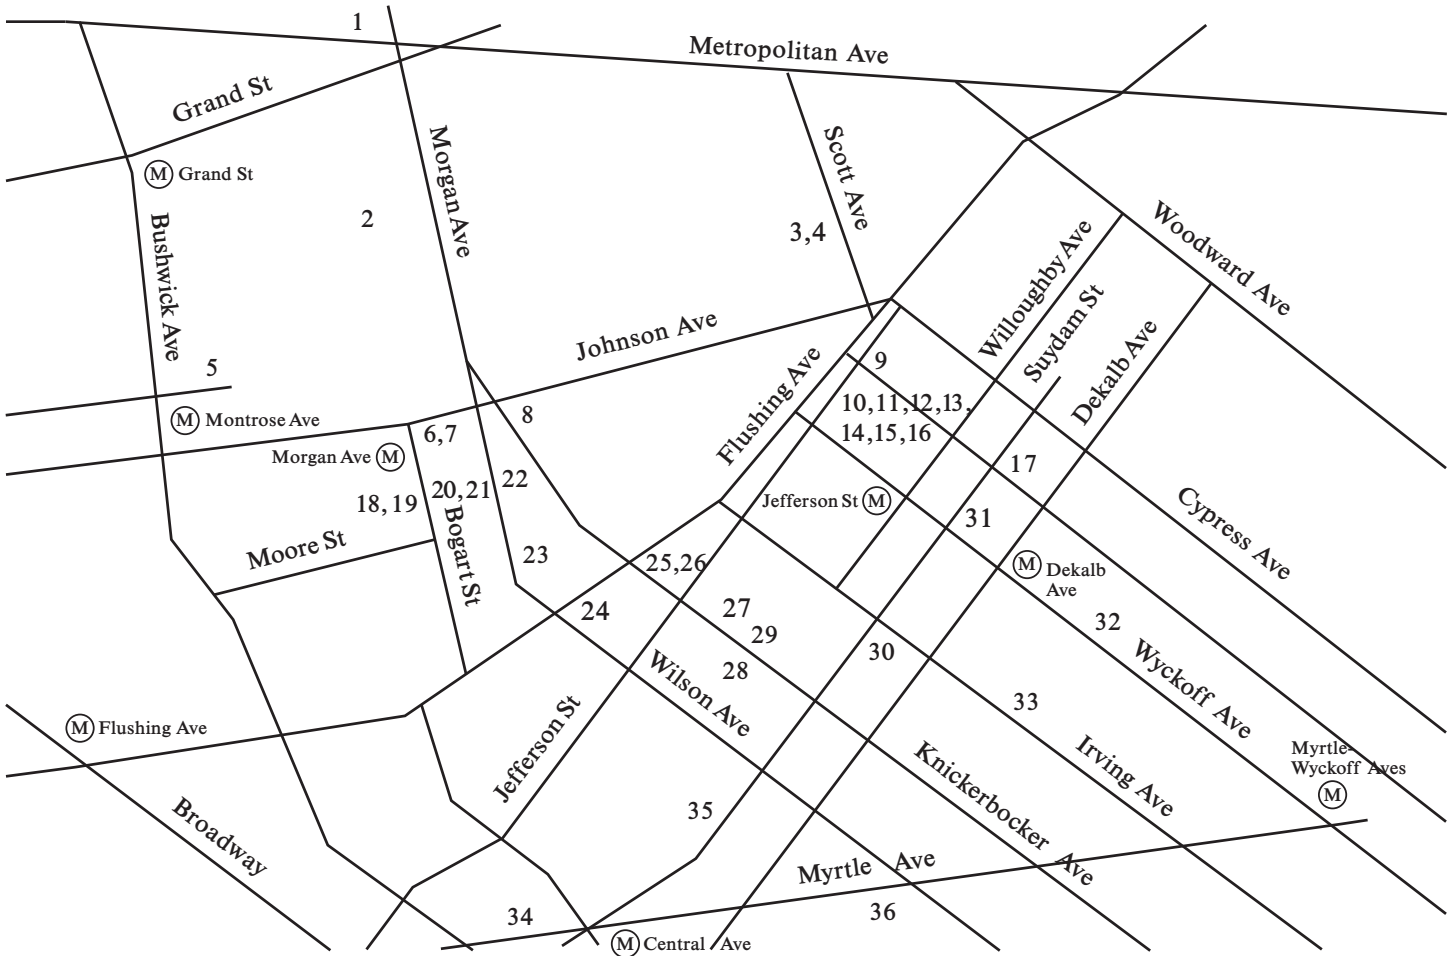 1
Metropolitan Ave
Grand St
Morgan Ave
Scott Ave
M Grand St
2
3,4
Bushwick Ave
Willoughby Ave
Woodward Ave
Suydam St
Johnson Ave
Dekalb Ave
5
Flushing Ave
9
M Montrose Ave
6,7
8
10,11,12,13,
14,15,16
Morgan Ave M
17
18,19
20,21
22
Jefferson St M
31
Cypress Ave
Moore St
Bogart St
23
25,26
M Dekalb
Ave
24
27
29
28
30
32
Wyckoff Ave
Wilson Ave
33
M Flushing Ave
Jefferson St
Irving Ave
Myrtle-
Wyckoff Aves
M
Knickerbocker Ave
Broadway
35
Myrtle Ave
34
36
M Central Ave